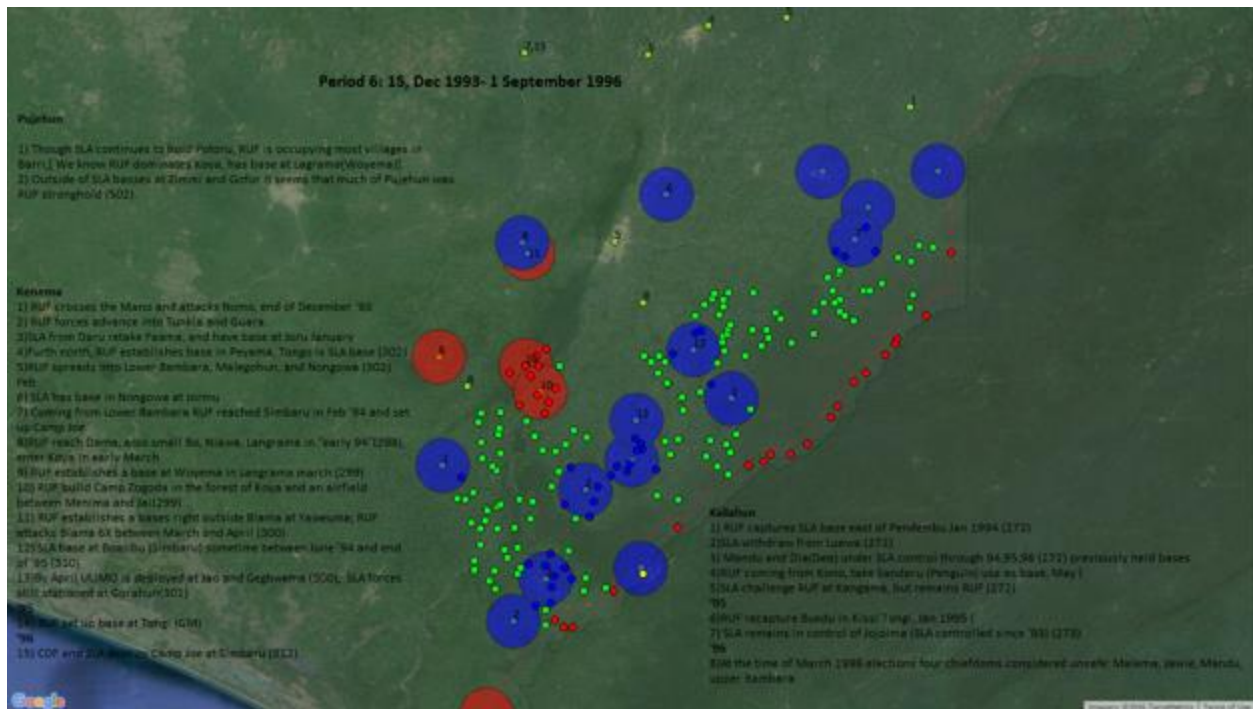 Period 6: 15, Dec 1993- 1 September 1996
Pujehun
1) Though SLA continues to hold Potoru, RUF is occupying most villages of
Barri,[ We know RUF dominates Koya, has base at Lagrama(Woyema)].
2) Outside of SLA basses at Zimmi and Gofor it seems that much of Pujehun was
RUF stronghold (502)
Kenema
1) RUF crosses the Mano and attacks Nomo, end of December '93
2) RUF forces advance into Tunkia and Guara
3)SLA from Daru retake Faama, and have base at Joru January
4)Furth north, RUF establishes base in Peyama, Tongo is SLA base (302)
5)RUF spreads into Lower Bambara, Malegohun, and Nongowa (302)
Feb
6)SLA has base in Nongowa at
7) Coming from Lower Bambara RUF reached Simbaru in Feb '94 and set
up Camp Joe
8)RUF reach Dama, also small Bo, Niawa, Langrama in "early 94"(298),
enter Koya in early March
9)RUF establishes a base at Woyema in Langrama march (299)
10) RUF build Camp Zogoda in the forest of Koya and an airfield
between Menima and Jai(299)
11) RUF establishes a bases right outside Blama at Yaweuma; RUF
attacks Blama 6X between March and April (300)
12)SLA Base at Boajibu (Simbaru) sometime between June '94 and end
of '95 (310)
13)By April ULIMO is deployed at Jao and Gegbwema (300); SLA forces
still stationed at Gorahun(301)
'95
14) RUF set up base at Tongi (GM)
'96
15) CDF and SLA Camp Joe at Simbaru (312)
Kailahun
1) RUF captures SLA base east of Pendembu Jan 1994 (272)
2)SLA withdraw from Luawa (272)
3) Mandu and Dia(Deq) under SLA control through 94,95,96 (272) previously held bases
4)RUF coming from Kono, take Sandaru (Penguin) use as base, May (
5)SLA challenge RUF at Kangama, but remains RUF (272)
'95
6)RUF recapture Buedu in Kissi Tongi, Jan 1995 (
7) SLA remains in control of Jojoima (SLA controlled since '93) (273)
'96
8)At the time of March 1996 elections four chiefdoms considered unsafe: Malema, Jawie, Mandu,
upper Bambara
Google